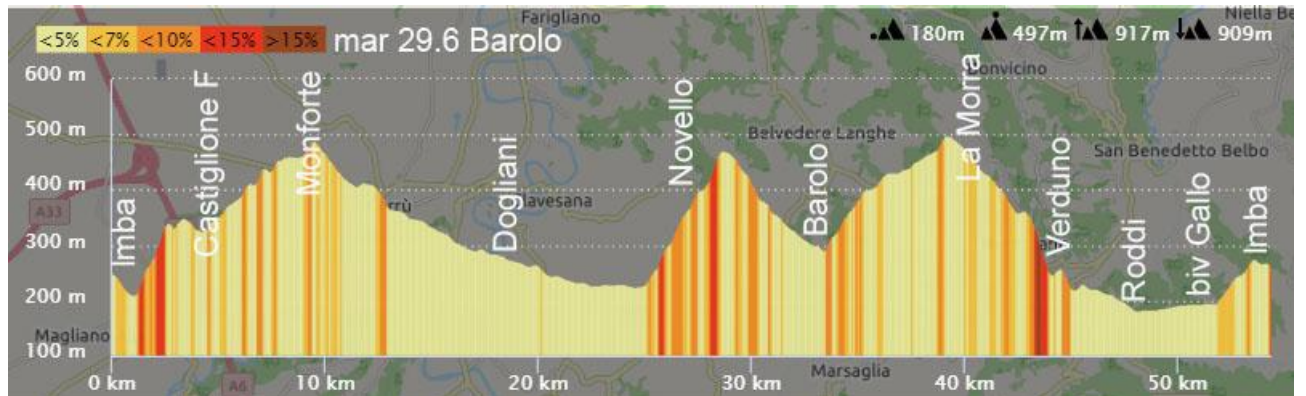 Farigliano
Niella Be
<5% <7% <10% <15% >15% mar 29.6 Barolo
180m 497m 917m 909m
600 m
Bonvicino
500 m
Belvedere Langhe
San Benedetto Belbo
400 m
A33
300 m
200 m
Magliano
100 m
Imba
Castiglione F
Monforte
Dogliani
Novello
Barolo
La Morra
Verduno
Roddi
biv Gallo
Imba
0 km 10 km 20 km 30 km 40 km 50 km
A6
Marsaglia